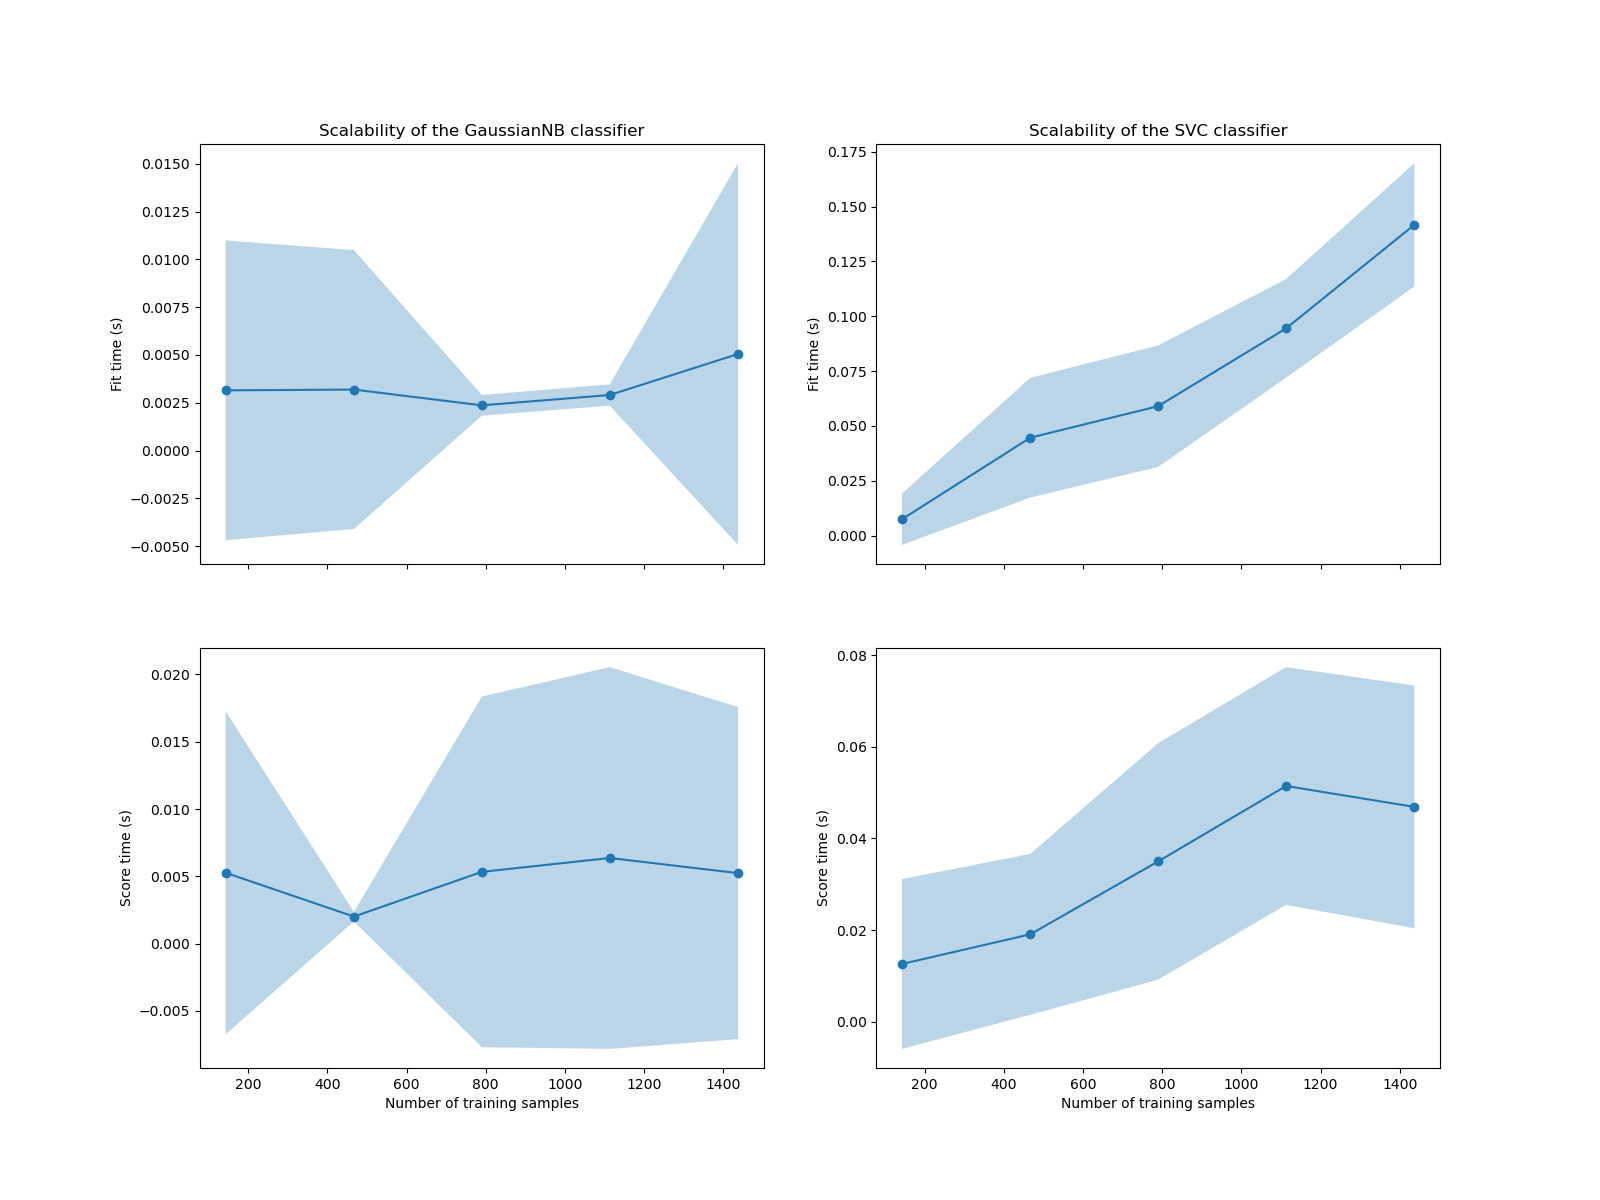 Scalability of the GaussianNB classifier
0.0150
0.0125
0.0100
0.0075
0.0050
0.0025
0.0000
−0.0025
−0.0050
Fit time (s)
Scalability of the SVC classifier
0.175
0.150
0.125
0.100
0.075
0.050
0.025
0.000
Fit time (s)
0.020
0.015
0.010
0.005
0.000
−0.005
Score time (s)
200 400 600 800 1000 1200 1400
Number of training samples
0.08
0.06
0.04
0.02
0.00
Score time (s)
200 400 600 800 1000 1200 1400
Number of training samples